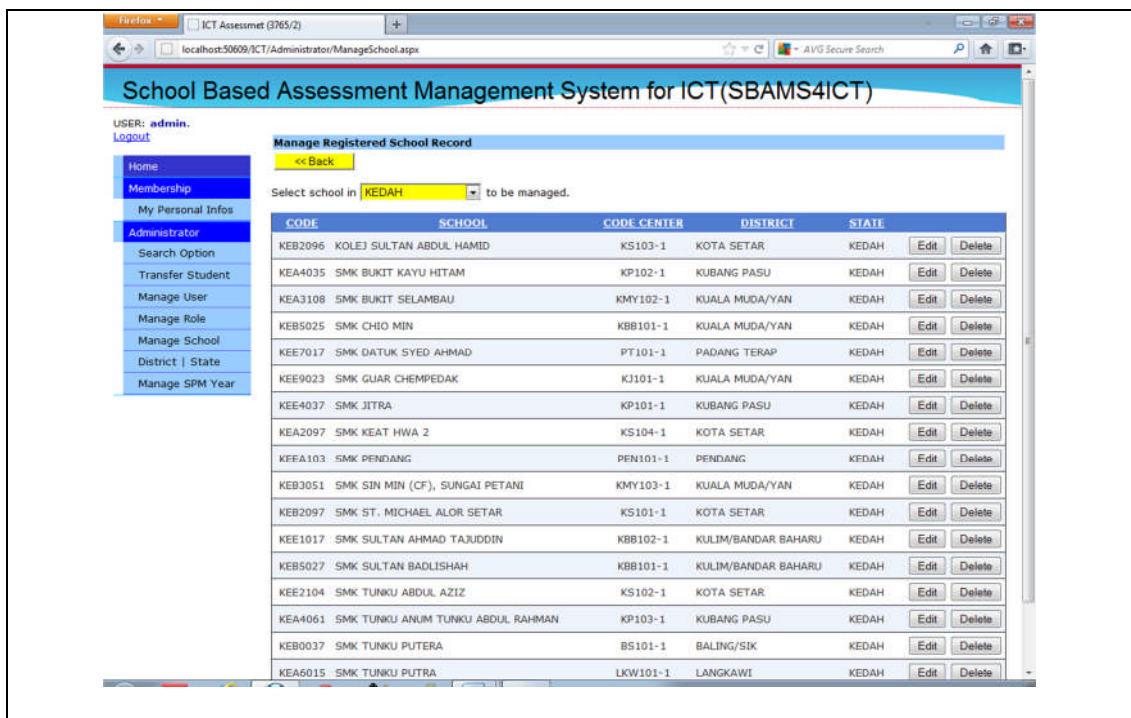 Firefox
ICT Assessmet (3765/2)
localhost:50609/ICT/Administrator/ManageSchool.aspx
AVG Secure Search
School Based Assessment Management System for ICT(SBAMS4ICT)
USER: admin.
Logout
Home
Membership
My Personal Infos
Administrator
Search Option
Transfer Student
Manage User
Manage Role
Manage School
District | State
Manage SPM Year
Manage Registered School Record
<< Back
Select school in KEDAH to be managed.
CODE SCHOOL CODE CENTER DISTRICT STATE
KEB2096 KOLEJ SULTAN ABDUL HAMID KS103-1 KOTA SETAR KEDAH Edit Delete
KEA4035 SMK BUKIT KAYU HITAM KP102-1 KUBANG PASU KEDAH Edit Delete
KEA3108 SMK BUKIT SELAMBAU KMY102-1 KUALA MUDA/YAN KEDAH Edit Delete
KEB5025 SMK CHIO MIN KBB101-1 KUALA MUDA/YAN KEDAH Edit Delete
KEE7017 SMK DATUK SYED AHMAD PT101-1 PADANG TERAP KEDAH Edit Delete
KEE9023 SMK GUAR CHEMPEDAK KJ101-1 KUALA MUDA/YAN KEDAH Edit Delete
KEE4037 SMK JITRA KP101-1 KUBANG PASU KEDAH Edit Delete
KEA2097 SMK KEAT HWA 2 KS104-1 KOTA SETAR KEDAH Edit Delete
KEEA103 SMK PENDANG PEN101-1 PENDANG KEDAH Edit Delete
KEB3051 SMK SIN MIN (CF), SUNGAI PETANI KMY103-1 KUALA MUDA/YAN KEDAH Edit Delete
KEB2097 SMK ST. MICHAEL ALOR SETAR KS101-1 KOTA SETAR KEDAH Edit Delete
KEE1017 SMK SULTAN AHMAD TAJUDDIN KBB102-1 KULIM/BANDAR BAHARU KEDAH Edit Delete
KEB5027 SMK SULTAN BADLISHAH KBB101-1 KULIM/BANDAR BAHARU KEDAH Edit Delete
KEE2104 SMK TUNKU ABDUL AZIZ KS102-1 KOTA SETAR KEDAH Edit Delete
KEA4061 SMK TUNKU ANUM TUNKU ABDUL RAHMAN KP103-1 KUBANG PASU KEDAH Edit Delete
KEB0037 SMK TUNKU PUTERA BS101-1 BALING/SIK KEDAH Edit Delete
KEA6015 SMK TUNKU PUTRA LKW101-1 LANGKAWI KEDAH Edit Delete